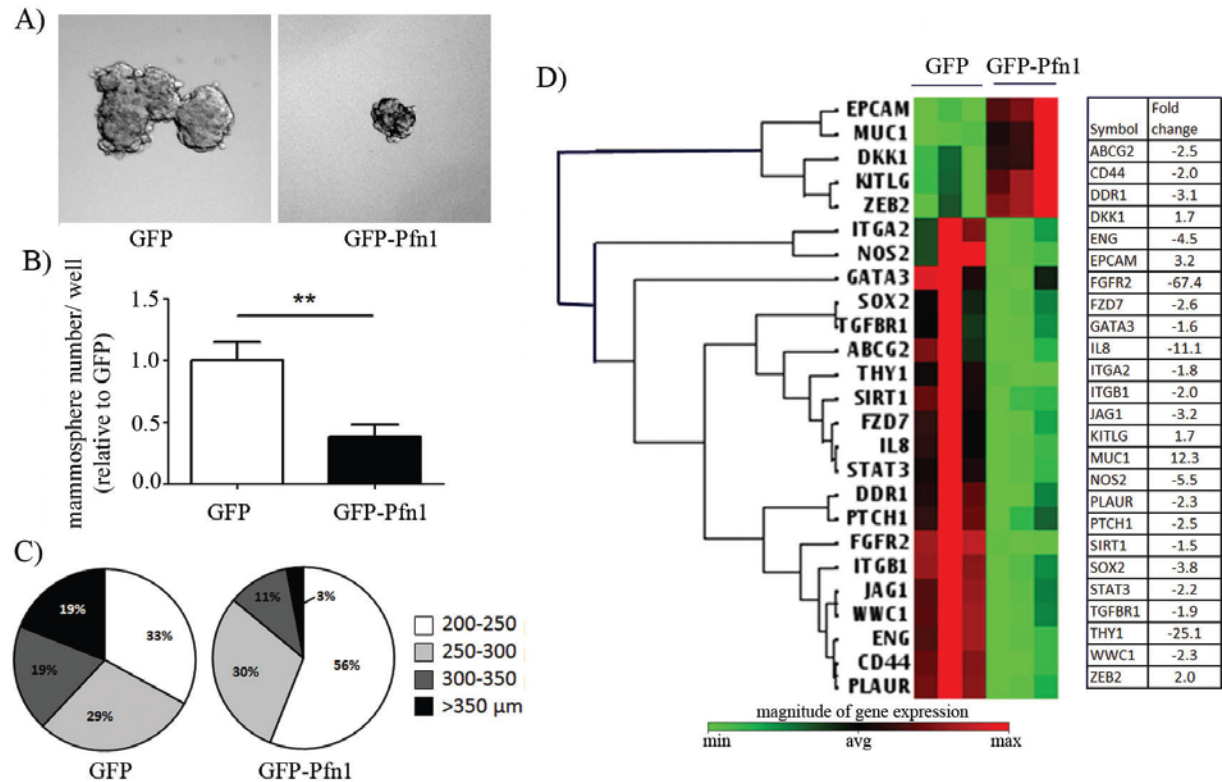 A)
GFP
GFP-Pfn1
B)
mammosphere number/ well
(relative to GFP)
1.5
1.0
0.5
0.0
**
GFP
GFP-Pfn1
C)
19%
33%
19%
29%
GFP
11%
3%
30%
56%
GFP-Pfn1
200-250
250-300
300-350
>350 µm
D)
GFP
GFP-Pfn1
EPCAM
MUC1
DKK1
KITLG
ZEB2
ITGA2
NOS2
GATA3
SOX2
TGFBR1
ABCG2
THY1
SIRT1
FZD7
IL8
STAT3
DDR1
PTCH1
FGFR2
ITGB1
JAG1
WWC1
ENG
CD44
PLAUR
magnitude of gene expression
min
avg
max
Symbol Fold change
ABCG2 -2.5
CD44 -2.0
DDR1 -3.1
DKK1 1.7
ENG -4.5
EPCAM 3.2
FGFR2 -67.4
FZD7 -2.6
GATA3 -1.6
IL8 -11.1
ITGA2 -1.8
ITGB1 -2.0
JAG1 -3.2
KITLG 1.7
MUC1 12.3
NOS2 -5.5
PLAUR -2.3
PTCH1 -2.5
SIRT1 -1.5
SOX2 -3.8
STAT3 -2.2
TGFBR1 -1.9
THY1 -25.1
WWC1 -2.3
ZEB2 2.0